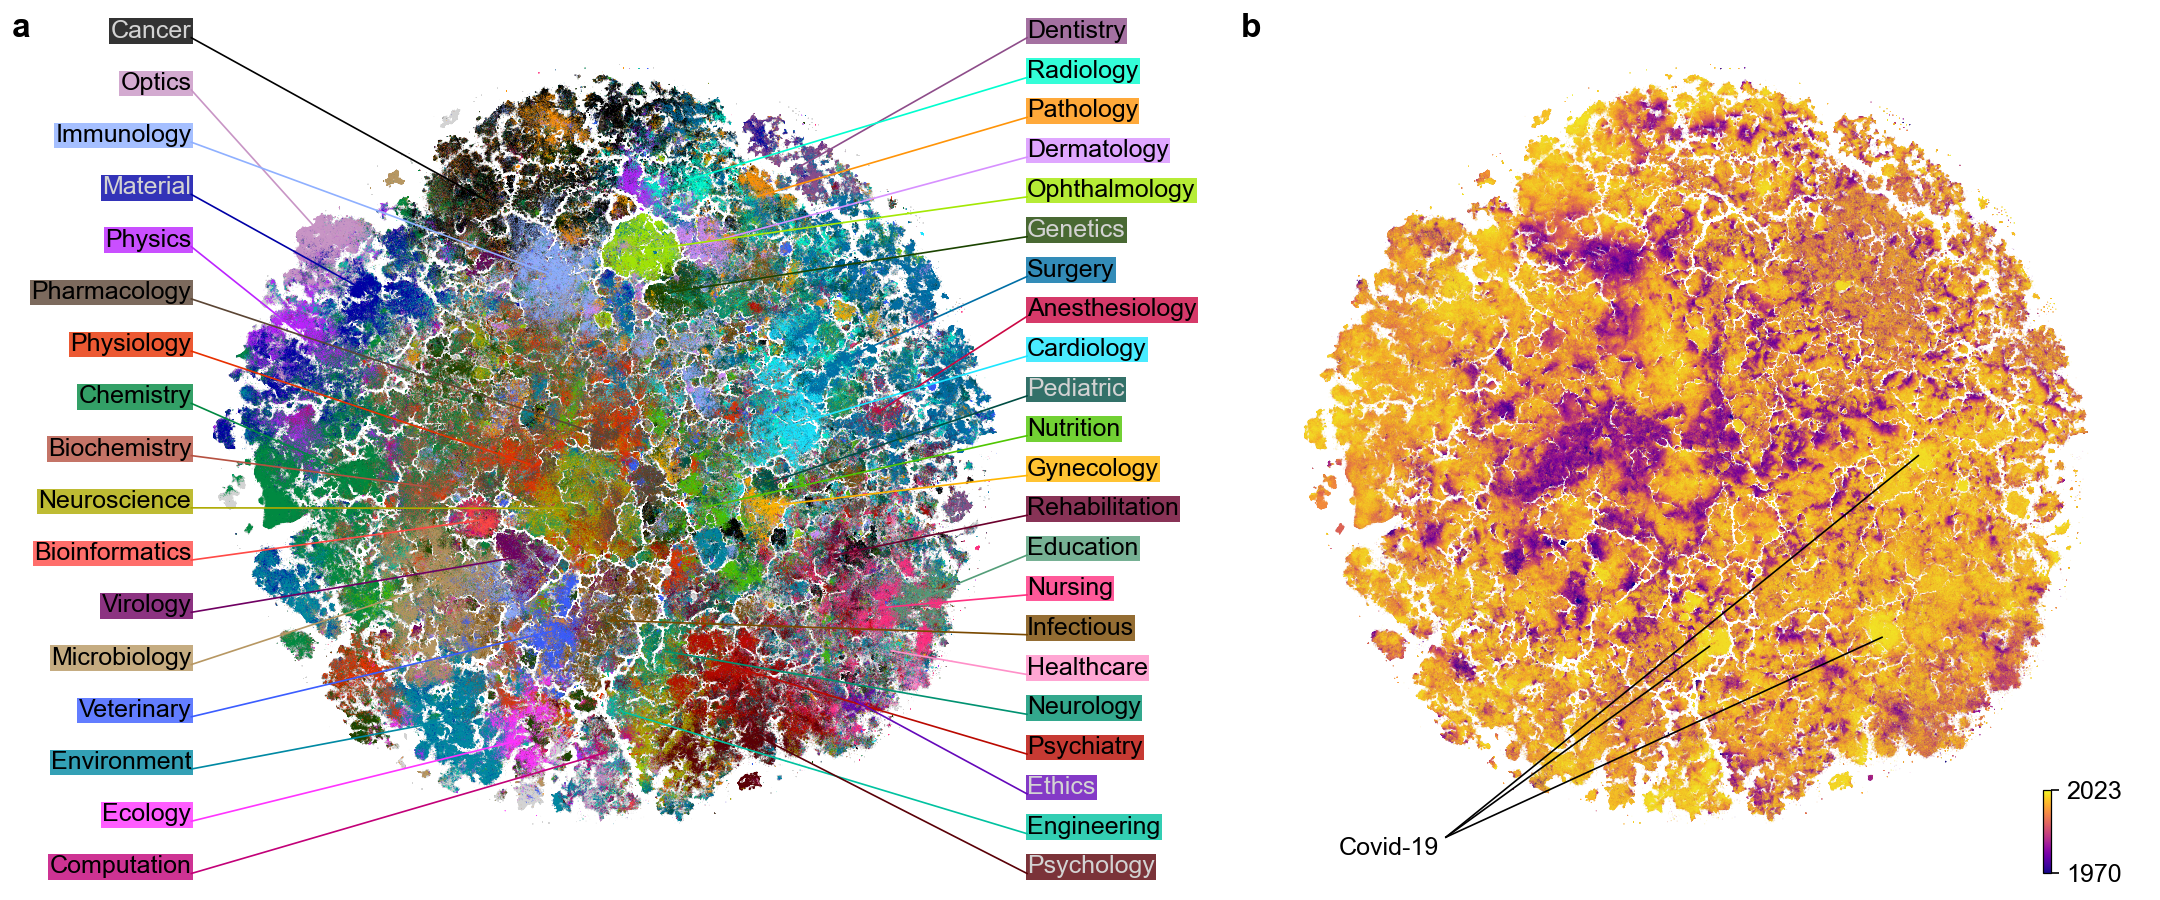 a
Cancer
Optics
Immunology
Material
Physics
Pharmacology
Physiology
Chemistry
Biochemistry
Neuroscience
Bioinformatics
Virology
Microbiology
Veterinary
Environment
Ecology
Computation
Dentistry
Radiology
Pathology
Dermatology
Ophthalmology
Genetics
Surgery
Anesthesiology
Cardiology
Pediatric
Nutrition
Gynecology
Rehabilitation
Education
Nursing
Infectious
Healthcare
Neurology
Psychiatry
Ethics
Engineering
Psychology
b
Covid-19
2023
1970